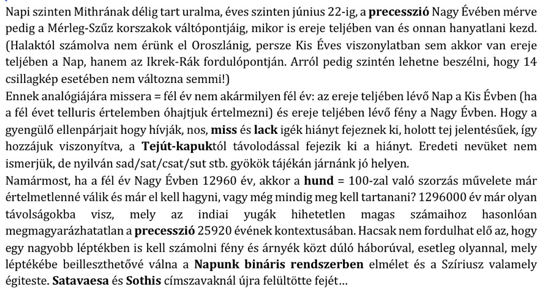 Napi szinten Mithrának délig tart uralma, éves szinten június 22-ig, a precesszió Nagy Évében mérve
pedig a Mérleg-Szűz korszakok váltópontjáig, mikor is ereje teljében van és onnan hanyatlani kezd.
(Halaktól számolva nem érünk el Oroszlánig, persze Kis Éves viszonylatban sem akkor van ereje
teljében a Nap, hanem az Ikrek-Rák fordulóponton. Arról pedig szintén lehetne beszélni, hogy 14
csillagkép esetében nem változna semmi!)
Ennek analógiájára missera = fél év nem akármilyen fél év: az ereje teljében lévő Nap a Kis Évben (ha
a fél évet telluris értelemben óhajtjuk értelmezni) és ereje teljében lévő fény a Nagy Évben. Hogy a
gyengülő ellenpárjait hogy hívják, nos, miss és lack igék hiányt fejeznek ki, holott tej jelentésűek, így
hozzájuk viszonyítva, a Tejút-kapuktól távolodással fejezik ki a hiányt. Eredeti nevüket nem
ismerjük, de nyilván sad/sat/csat/sut stb. gyökök tájékán járnánk jó helyen.
Namármost, ha a fél év Nagy Évben 12960 év, akkor a hund = 100-zal való szorzás művelete már
értelmetlenné válik és már el kell hagyni, vagy még mindig meg kell tartanani? 1296000 év már olyan
távolságokba visz, mely az indiai yugák hihetetlen magas számaihoz hasonlóan
megmagyarázhatatlan a precesszió 25920 évének kontextusában. Hacsak nem fordulhat elő az, hogy
egy nagyobb léptékben is kell számolni fény és árnyék közt dúló háborúval, esetleg olyannal, mely
léptékébe beilleszthetővé válna a Napunk bináris rendszerben elmélet és a Szíriusz valamely
égiteste. Satavaesa és Sothis címszavaknál újra felültötte fejét…